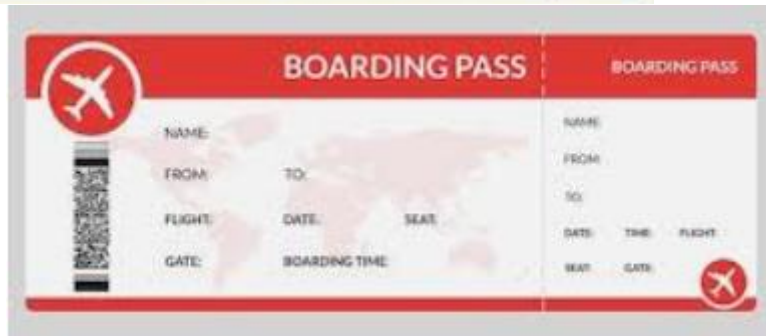 BOARDING PASS
NAME:
FROM:
TO:
FLIGHT:
DATE:
SEAT:
GATE:
BOARDING TIME:
BOARDING PASS
NAME:
FROM:
TO:
DATE:
TIME:
FLIGHT:
SEAT:
GATE: